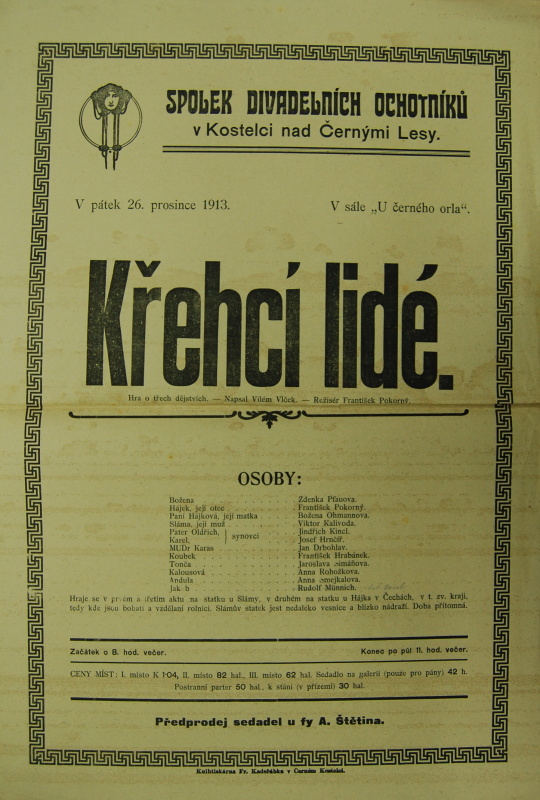 SPOLEK DIVADELNÍCH OCHOTNÍKŮ
v Kostelci nad Černými Lesy.
V pátek 26. prosince 1913. V sále „U černého orla“.
Křehcí lidé.
Hra o třech dějstvích. — Napsal Vilém Vlček. — Režisér František Pokorný.
OSOBY:
Božena . . . . . . Zdenka Pfauova.
Hájek, její otec . . . . . . František Pokorný.
Paní Hájková, její matka . . . . Božena Ohmannova.
Sláma, její muž . . . . . . Viktor Kalivoda.
Páter Oldřich, } synovci . . . . Jindřich Kincl.
Karel, . . . . Josef Hrnčíř.
MUDr Karas . . . . . . Jan Drbohlav.
Koubek . . . . . . František Hrabánek.
Tonča . . . . . . Jaroslava Šimáňova.
Kalousová . . . . . . Anna Robožkova.
Andula . . . . . . Anna Smejkalova.
Jak b . . . . . . Rudolf Münnich.
Hraje se v prvém a třetím aktu na statku u Slámy, v druhém na statku u Hájka v Čechách, v t. zv. kraji,
tedy kde jsou bohatí a vzdělaní rolníci. Slámův statek jest nedaleko vesnice a blízko nádraží. Doba přítomná.
Začátek o 8. hod. večer. Konec po půl 11. hod. večer.
CENY MÍST: I. místo K 1·04, II. místo 82 hal., III. místo 62 hal. Sedadlo na galerii (pouze pro pány) 42 h.
Postranní parter 50 hal., k stání (v přízemí) 30 hal.
Předprodej sedadel u fy A. Štětina.
Knihtiskárna Fr. Kadeřábka v Černém Kostelci.